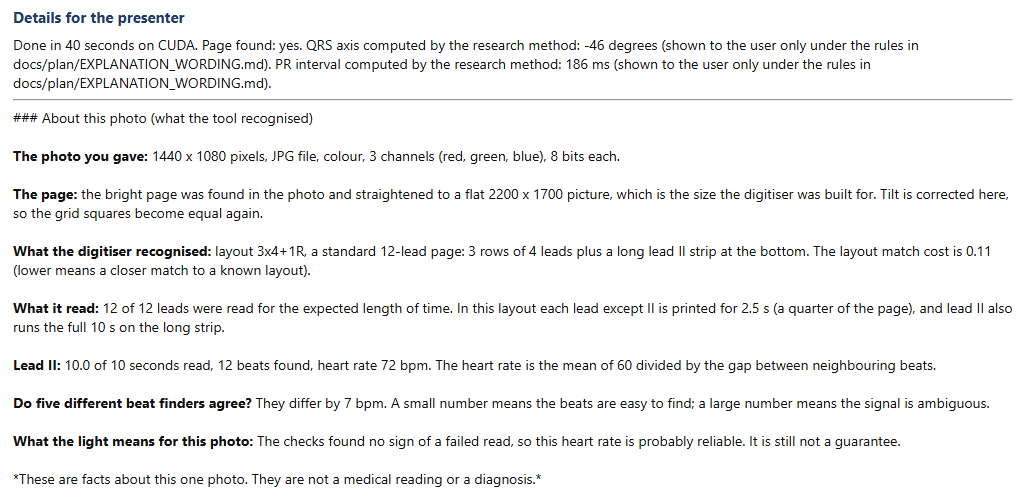 Details for the presenter
Done in 40 seconds on CUDA. Page found: yes. QRS axis computed by the research method: -46 degrees (shown to the user only under the rules in
docs/plan/EXPLANATION_WORDING.md). PR interval computed by the research method: 186 ms (shown to the user only under the rules in
docs/plan/EXPLANATION_WORDING.md).
### About this photo (what the tool recognised)
The photo you gave: 1440 x 1080 pixels, JPG file, colour, 3 channels (red, green, blue), 8 bits each.
The page: the bright page was found in the photo and straightened to a flat 2200 x 1700 picture, which is the size the digitiser was built for. Tilt is corrected here,
so the grid squares become equal again.
What the digitiser recognised: layout 3x4+1R, a standard 12-lead page: 3 rows of 4 leads plus a long lead II strip at the bottom. The layout match cost is 0.11
(lower means a closer match to a known layout).
What it read: 12 of 12 leads were read for the expected length of time. In this layout each lead except II is printed for 2.5 s (a quarter of the page), and lead II also
runs the full 10 s on the long strip.
Lead II: 10.0 of 10 seconds read, 12 beats found, heart rate 72 bpm. The heart rate is the mean of 60 divided by the gap between neighbouring beats.
Do five different beat finders agree? They differ by 7 bpm. A small number means the beats are easy to find; a large number means the signal is ambiguous.
What the light means for this photo: The checks found no sign of a failed read, so this heart rate is probably reliable. It is still not a guarantee.
*These are facts about this one photo. They are not a medical reading or a diagnosis.*